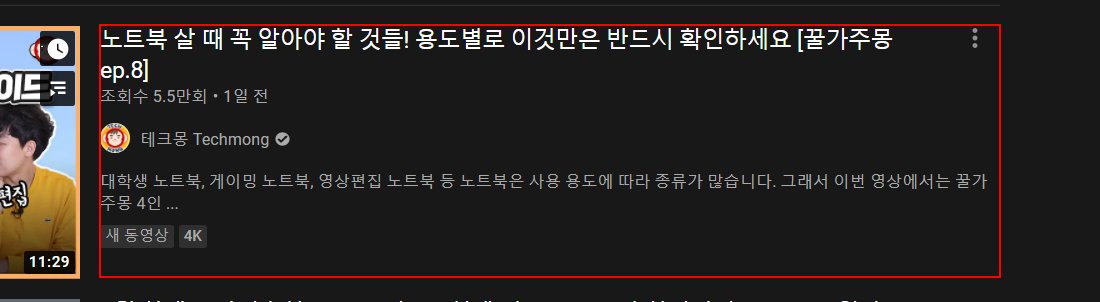 노트북 살 때 꼭 알아야 할 것들! 용도별로 이것만은 반드시 확인하세요 [꿀가주몽
ep.8]
조회수 5.5만회 • 1일 전
테크몽 Techmong
대학생 노트북, 게이밍 노트북, 영상편집 노트북 등 노트북은 사용 용도에 따라 종류가 많습니다. 그래서 이번 영상에서는 꿀가
주몽 4인 ...
새 동영상 4K
이드
편집
11:29